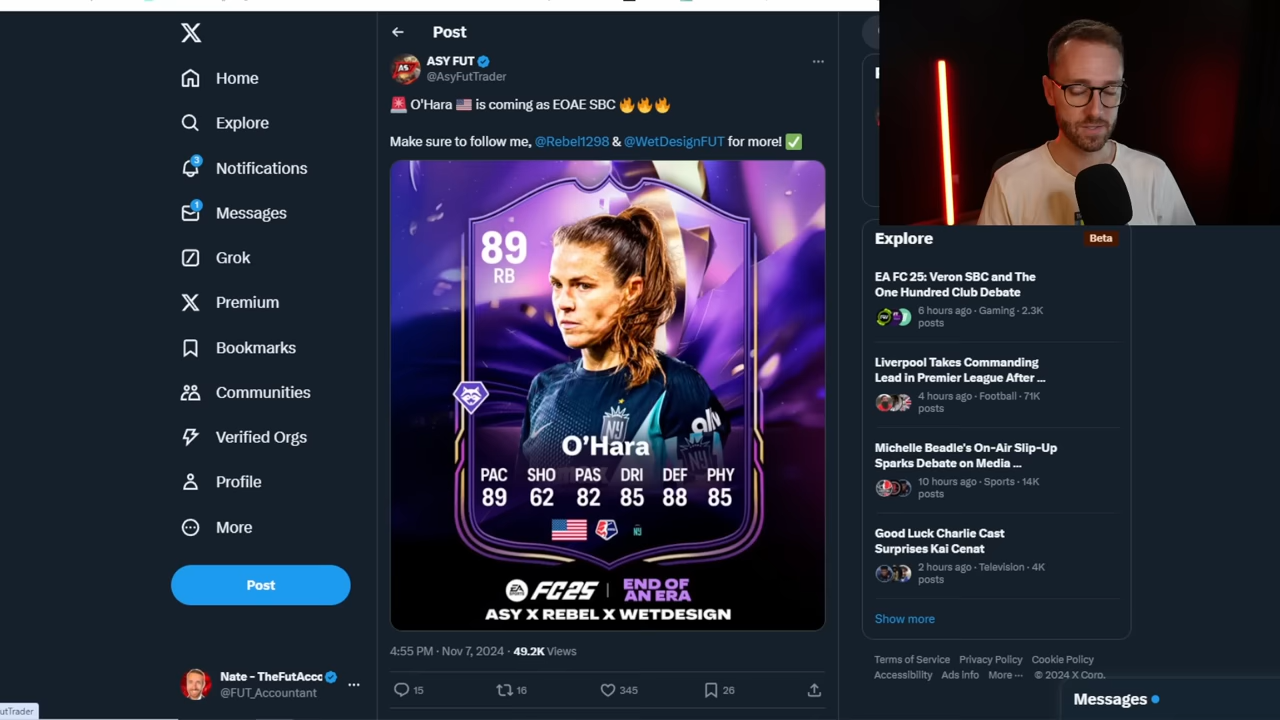 Post
ASY FUT
@AsyFutTrader
🚨 O'Hara 🇺🇸 is coming as EOAE SBC 🔥🔥🔥
Make sure to follow me, @Rebel1298 & @WetDesignFUT for more! ✅
89
RB
NY
O'Hara
PAC SHO PAS DRI DEF PHY
89 62 82 85 88 85
EA SPORTS FC25 | END OF AN ERA
ASY X REBEL X WETDESIGN
4:55 PM · Nov 7, 2024 · 49.2K Views
15 16 345 26
Home
Explore
3
Notifications
1
Messages
Grok
Premium
Bookmarks
Communities
Verified Orgs
Profile
More
Post
Nate - TheFutAcc
@FUT_Accountant
utTrader
Explore Beta
EA FC 25: Veron SBC and The
One Hundred Club Debate
6 hours ago · Gaming · 2.3K
posts
Liverpool Takes Commanding
Lead in Premier League After ...
4 hours ago · Football · 71K
posts
Michelle Beadle's On-Air Slip-Up
Sparks Debate on Media ...
10 hours ago · Sports · 14K
posts
Good Luck Charlie Cast
Surprises Kai Cenat
2 hours ago · Television · 4K
posts
Show more
Terms of Service Privacy Policy Cookie Policy
Accessibility Ads info More ··· © 2024 X Corp.
Messages